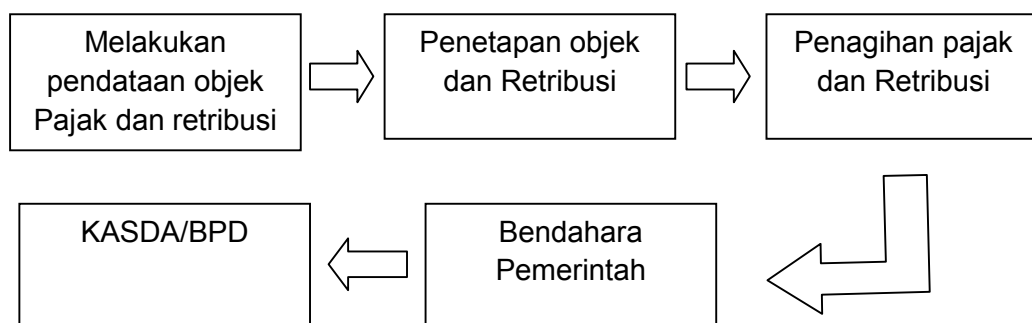 Melakukan
pendataan objek
Pajak dan retribusi
Penetapan objek
dan Retribusi
Penagihan pajak
dan Retribusi
Bendahara
Pemerintah
KASDA/BPD